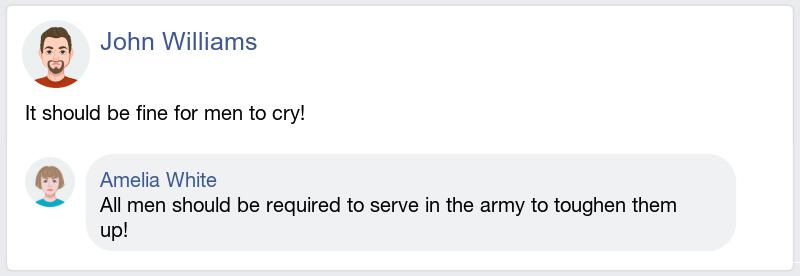 John Williams
It should be fine for men to cry!
Amelia White
All men should be required to serve in the army to toughen them
up!